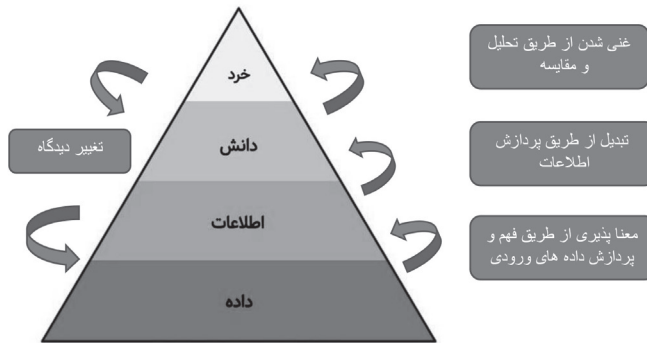 خرد
دانش
اطلاعات
داده
تغییر دیدگاه
غنی شدن از طریق تحلیل
و مقایسه
تبدیل از طریق پردازش
اطلاعات
معنا پذیری از طریق فهم و
پردازش داده های ورودی